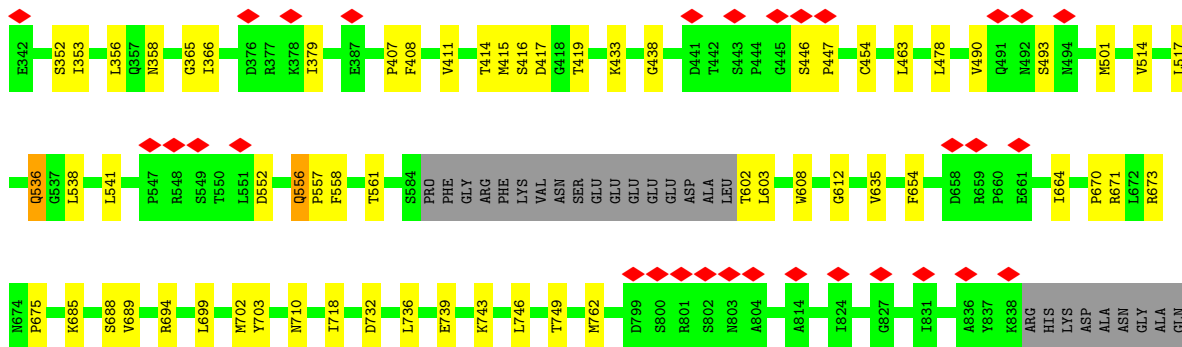 E342 S352 I353 L356 Q357 N358 G365 I366 D376 R377 K378 I379 E387 P407 F408 V411 T414 M415 S416 D417 G418 T419 K433 G438 D441 T442 S443 P444 G445 S446 P447 C454 L463 L478 V490 Q491 N492 S493 N494 M501 V514 L517
Q536 G537 L538 L541 P547 R548 S549 T550 L551 D552 Q556 P557 F558 T561 S584 PRO PHE GLY ARG PHE LYS VAL ASN SER GLU GLU GLU GLU GLU ASP ALA LEU T602 L603 W608 G612 V635 F654 D658 R659 P660 E661 I664 P670 R671 L672 R673
N674 P675 K685 S688 V689 R694 L699 M702 Y703 N710 I718 D732 L736 E739 K743 L746 T749 M762 D799 S800 R801 S802 N803 A804 A814 I824 G827 I831 A836 Y837 K838 ARG HIS LYS ASP ALA ASN GLY ALA GLN